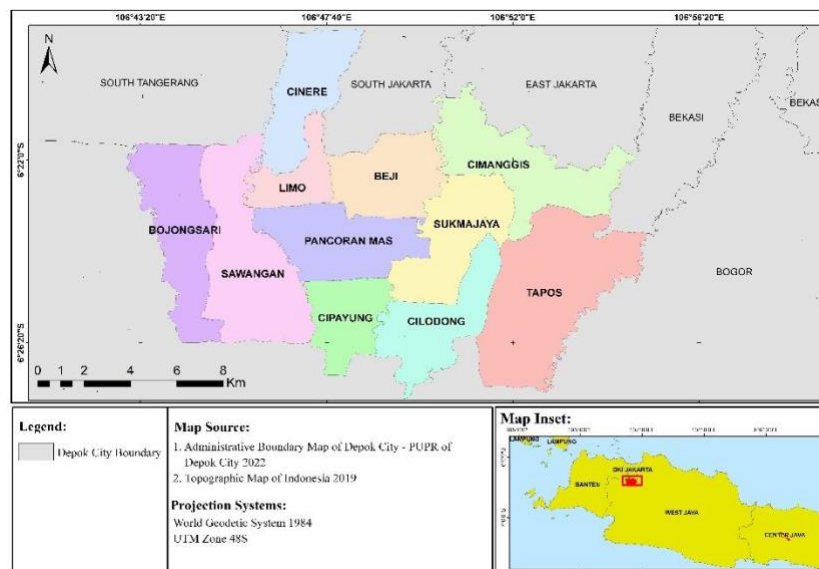 106°43'20"E 106°47'40"E 106°52'0"E 106°56'20"E
N
SOUTH TANGERANG
CINERE
SOUTH JAKARTA
EAST JAKARTA
BEKASI
BEKAS
6°22'0"S
CIMANGGIS
LIMO
BEJI
BOJONGSARI
SUKMAJAYA
PANCORAN MAS
SAWANGAN
BOGOR
TAPOS
CIPAYUNG
CILODONG
6°26'20"S
0 1 2 4 6 8
Km
Legend:
Depok City Boundary
Map Source:
1. Administrative Boundary Map of Depok City - PUPR of
Depok City 2022
2. Topographic Map of Indonesia 2019
Projection Systems:
World Geodetic System 1984
UTM Zone 48S
Map Inset:
LAMPUNG
LAMPUNG
DKI JAKARTA
BANTEN
WEST JAVA
CENTER JAVA